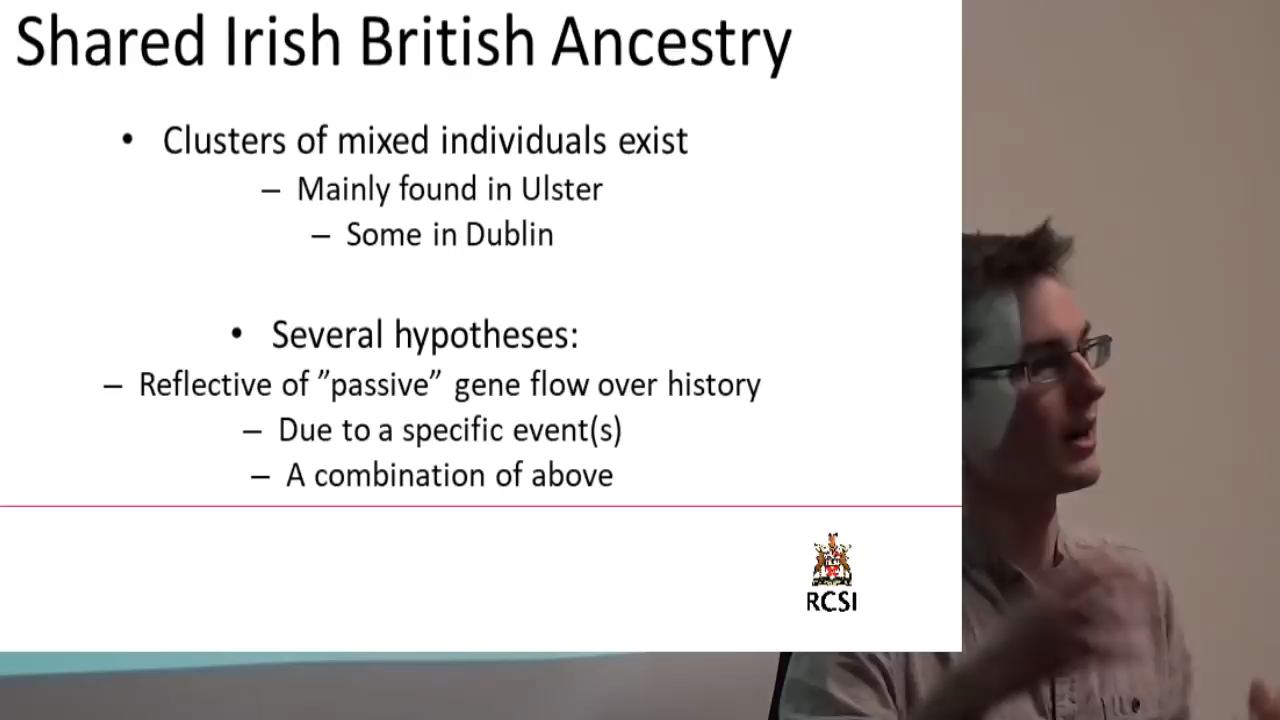 Shared Irish British Ancestry
• Clusters of mixed individuals exist
– Mainly found in Ulster
– Some in Dublin
• Several hypotheses:
– Reflective of ”passive” gene flow over history
– Due to a specific event(s)
– A combination of above
RCSI